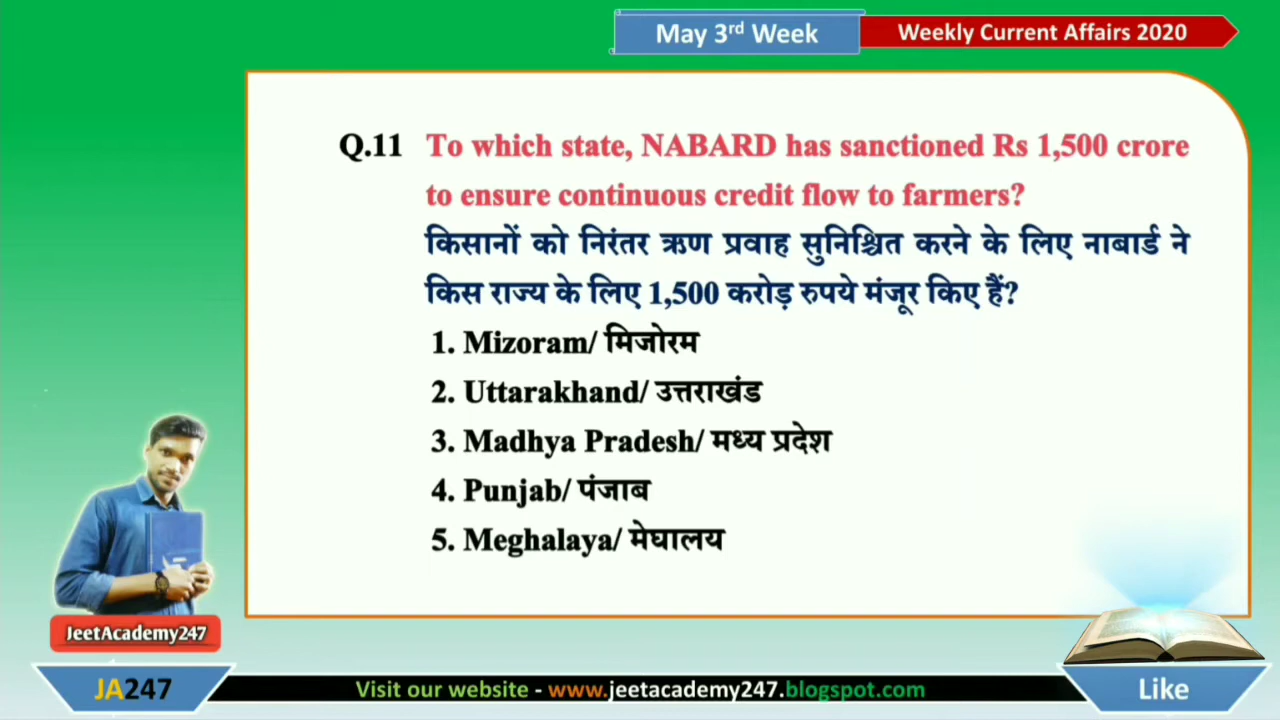 May 3rd Week
Weekly Current Affairs 2020
Q.11 To which state, NABARD has sanctioned Rs 1,500 crore
to ensure continuous credit flow to farmers?
किसानों को निरंतर ऋण प्रवाह सुनिश्चित करने के लिए नाबार्ड ने
किस राज्य के लिए 1,500 करोड़ रुपये मंजूर किए हैं?
1. Mizoram/ मिजोरम
2. Uttarakhand/ उत्तराखंड
3. Madhya Pradesh/ मध्य प्रदेश
4. Punjab/ पंजाब
5. Meghalaya/ मेघालय
JeetAcademy247
JA247
Visit our website - www.jeetacademy247.blogspot.com
Like